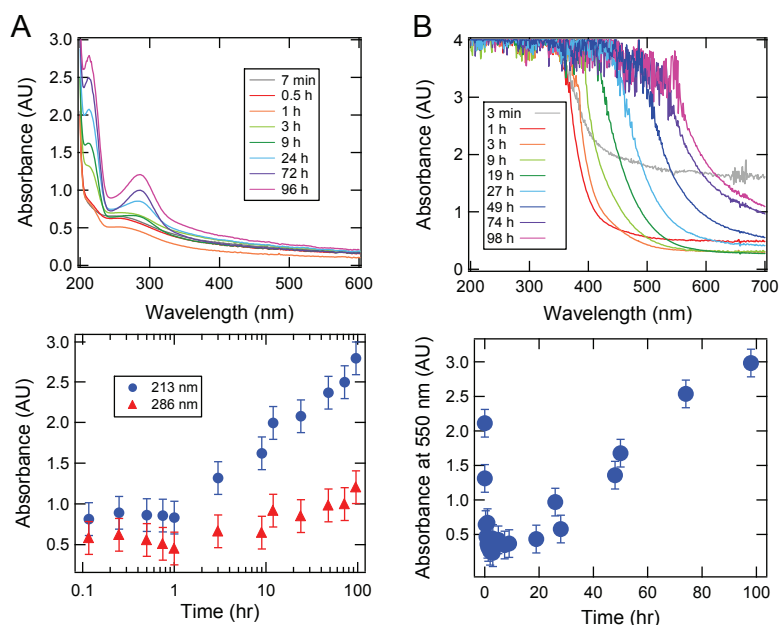 A
Absorbance (AU)
3.0
2.5
2.0
1.5
1.0
0.5
0.0
200 300 400 500 600
Wavelength (nm)
7 min
0.5 h
1 h
3 h
9 h
24 h
72 h
96 h
B
Absorbance (AU)
4
3
2
1
0
200 300 400 500 600 700
Wavelength (nm)
3 min
1 h
3 h
9 h
19 h
27 h
49 h
74 h
98 h
Absorbance (AU)
3.0
2.5
2.0
1.5
1.0
0.5
0.1 1 10 100
Time (hr)
213 nm
286 nm
Absorbance at 550 nm (AU)
3.0
2.5
2.0
1.5
1.0
0.5
0 20 40 60 80 100
Time (hr)